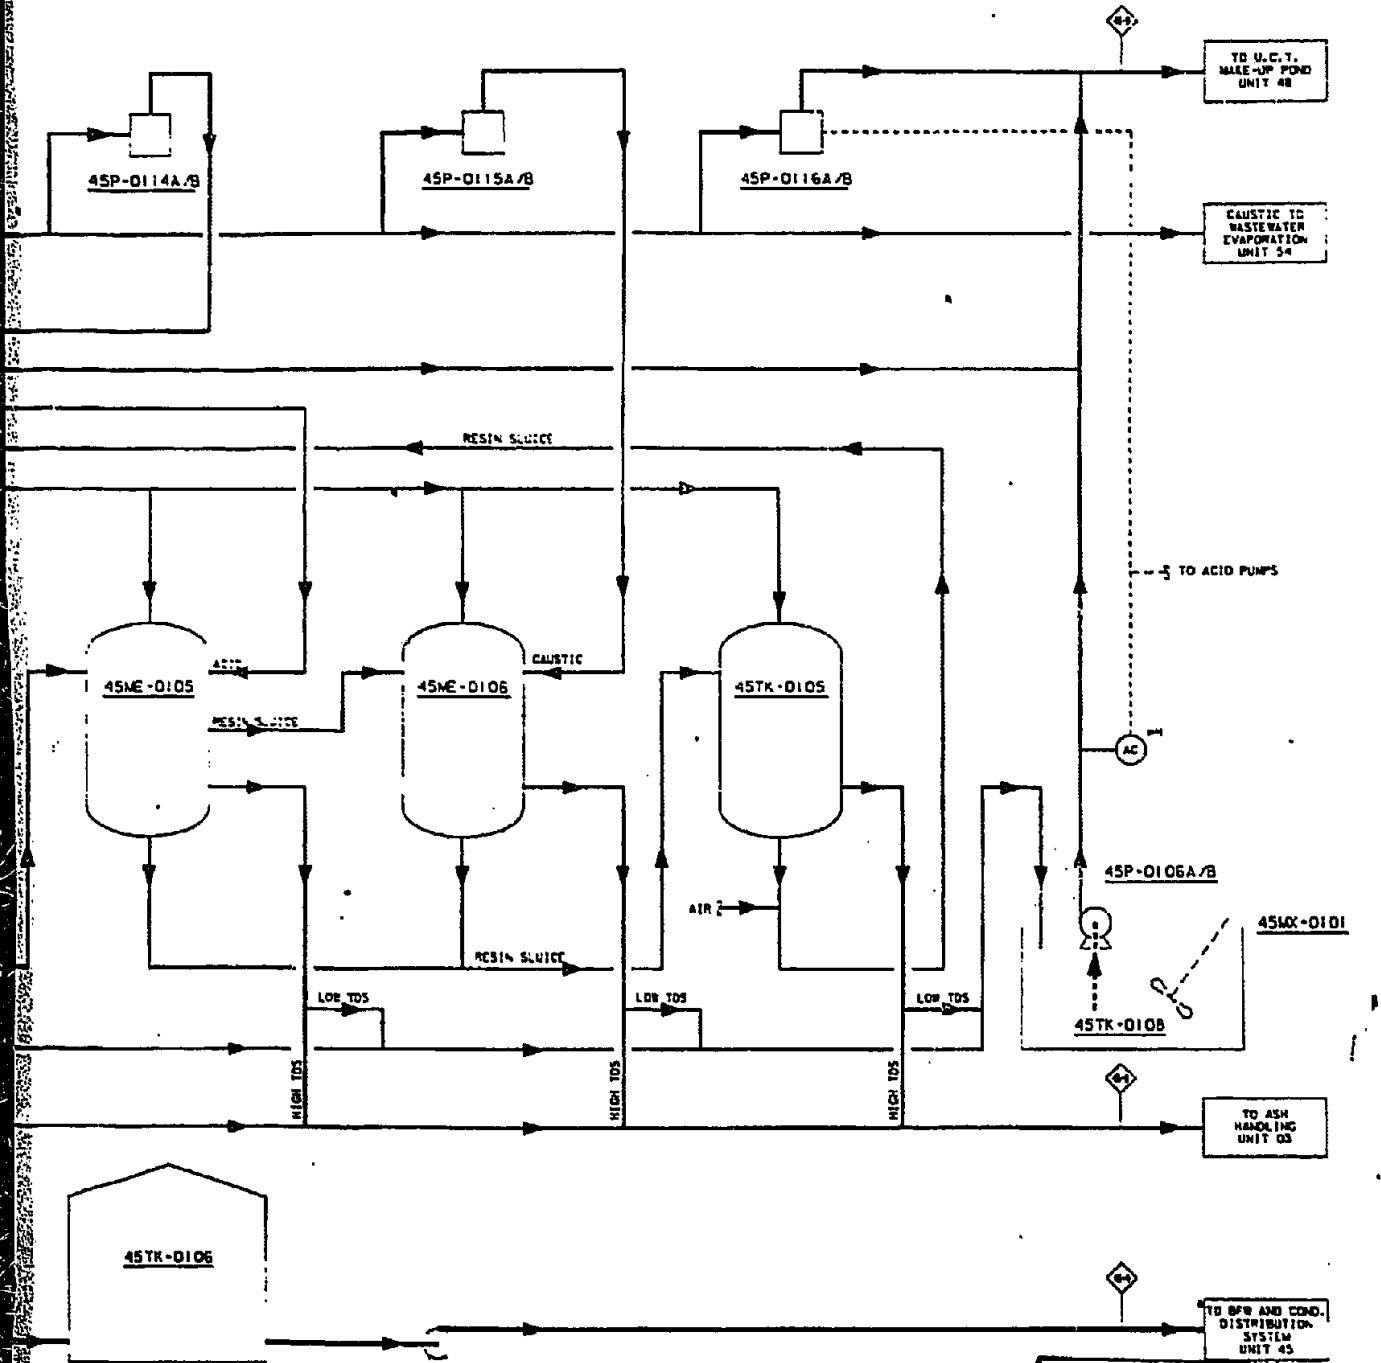 TO U.C.T.
MAKE-UP POND
UNIT 48
45P-0114A/B
45P-0115A/B
45P-0116A/B
CAUSTIC TO
WASTEWATER
EVAPORATION
UNIT 54
RESIN SLUICE
TO ACID PUMPS
ACID
CAUSTIC
45ME-0105
45ME-0106
45TK-0105
RESIN SLUICE
AC
45P-0106A/B
AIR
45MX-0101
RESIN SLUICE
LOW TDS
LOW TDS
LOW TDS
45TK-0108
HIGH TDS
HIGH TDS
HIGH TDS
TO ASH
HANDLING
UNIT 03
45TK-0106
TO BFW AND COND.
DISTRIBUTION
SYSTEM
UNIT 45